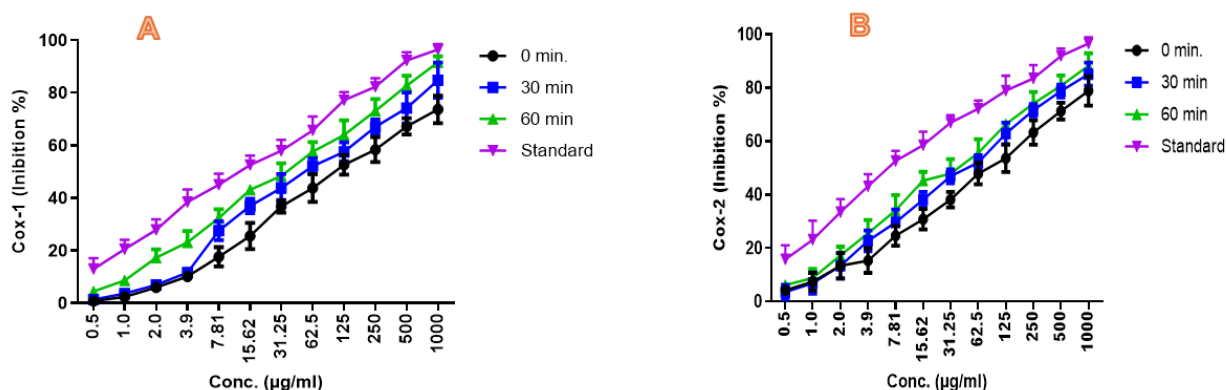 A
100
80
60
40
20
0
Cox-1 (Inibition %)
0.5
1.0
2.0
3.9
7.81
15.62
31.25
62.5
125
250
500
1000
Conc. (µg/ml)
0 min.
30 min
60 min
Standard
B
100
80
60
40
20
0
Cox-2 (Inibition %)
0.5
1.0
2.0
3.9
7.81
15.62
31.25
62.5
125
250
500
1000
Conc. (µg/ml)
0 min
30 min
60 min
Standard